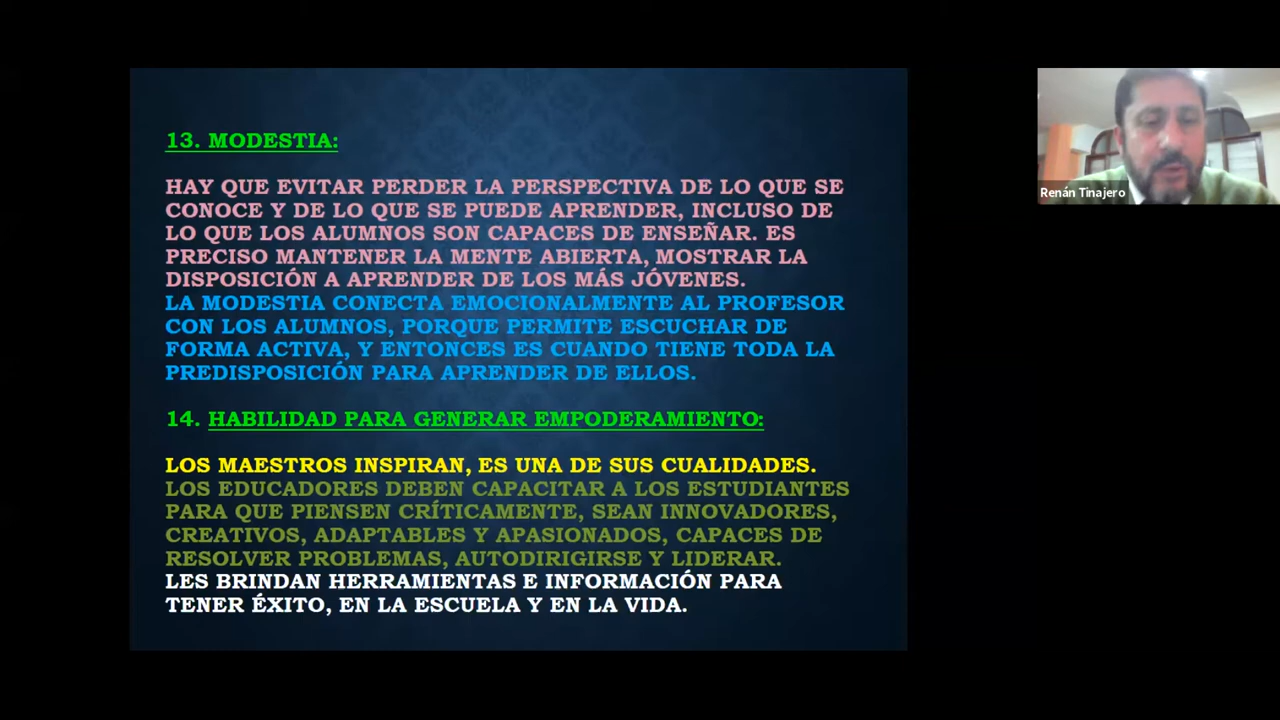 13. MODESTIA:
HAY QUE EVITAR PERDER LA PERSPECTIVA DE LO QUE SE
CONOCE Y DE LO QUE SE PUEDE APRENDER, INCLUSO DE
LO QUE LOS ALUMNOS SON CAPACES DE ENSEÑAR. ES
PRECISO MANTENER LA MENTE ABIERTA, MOSTRAR LA
DISPOSICIÓN A APRENDER DE LOS MÁS JÓVENES.
LA MODESTIA CONECTA EMOCIONALMENTE AL PROFESOR
CON LOS ALUMNOS, PORQUE PERMITE ESCUCHAR DE
FORMA ACTIVA, Y ENTONCES ES CUANDO TIENE TODA LA
PREDISPOSICIÓN PARA APRENDER DE ELLOS.
14. HABILIDAD PARA GENERAR EMPODERAMIENTO:
LOS MAESTROS INSPIRAN, ES UNA DE SUS CUALIDADES.
LOS EDUCADORES DEBEN CAPACITAR A LOS ESTUDIANTES
PARA QUE PIENSEN CRÍTICAMENTE, SEAN INNOVADORES,
CREATIVOS, ADAPTABLES Y APASIONADOS, CAPACES DE
RESOLVER PROBLEMAS, AUTODIRIGIRSE Y LIDERAR.
LES BRINDAN HERRAMIENTAS E INFORMACIÓN PARA
TENER ÉXITO, EN LA ESCUELA Y EN LA VIDA.
Renán Tinajero